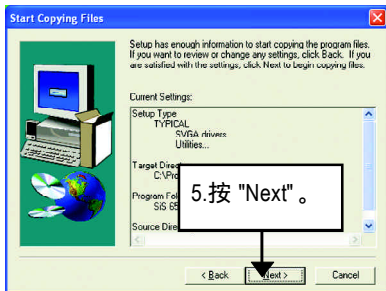 Start Copying Files
Setup has enough information to start copying the program files.
If you want to review or change any settings, click Back. If you
are satisfied with the settings, click Next to begin copying files.
Current Settings:
Setup Type
TYPICAL
SVGA drivers
Utilities...
Target Direc
C:\Pro
Program Fol
SiS 65
Source Dire
5.按 "Next" 。
< Back
Next >
Cancel